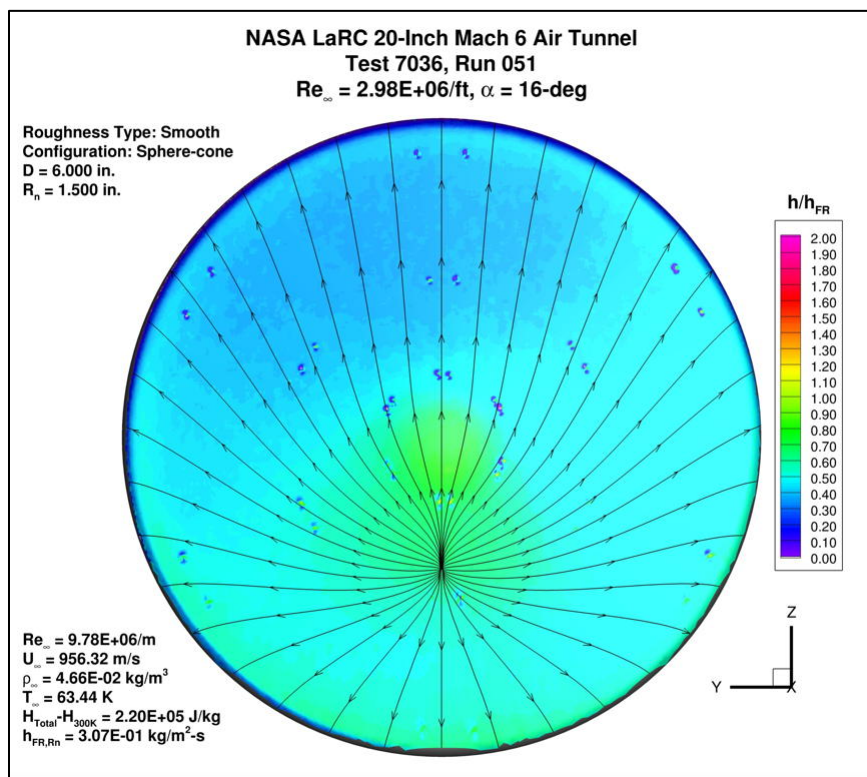 NASA LaRC 20-Inch Mach 6 Air Tunnel
Test 7036, Run 051
Re∞ = 2.98E+06/ft, α = 16-deg
Roughness Type: Smooth
Configuration: Sphere-cone
D = 6.000 in.
Rn = 1.500 in.
h/hFR
2.00
1.90
1.80
1.70
1.60
1.50
1.40
1.30
1.20
1.10
1.00
0.90
0.80
0.70
0.60
0.50
0.40
0.30
0.20
0.10
0.00
Z
Y
X
Re∞ = 9.78E+06/m
U∞ = 956.32 m/s
ρ∞ = 4.66E-02 kg/m³
T∞ = 63.44 K
HTotal-H300K = 2.20E+05 J/kg
hFR,Rn = 3.07E-01 kg/m²-s